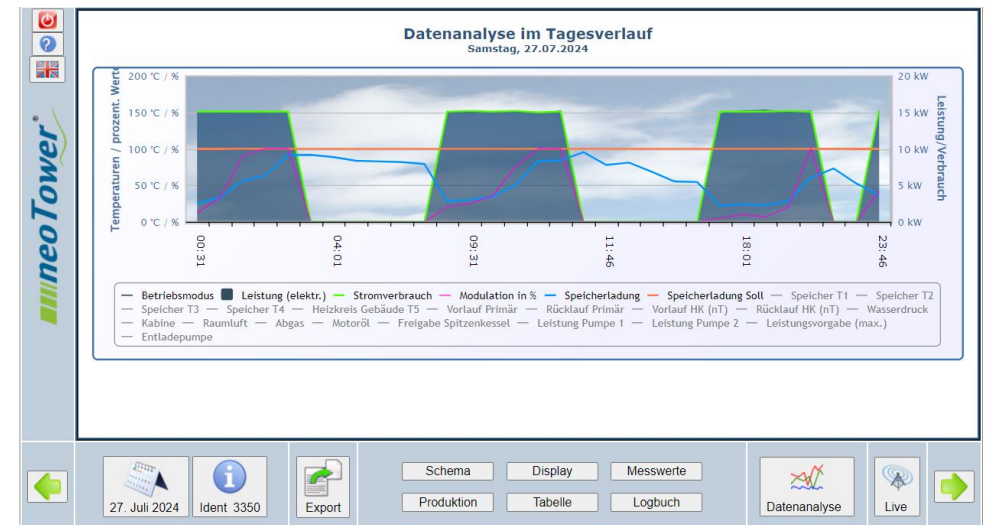 Datenanalyse im Tagesverlauf
Samstag, 27.07.2024
neoTower®
Temperaturen / prozent. Werte
200 °C / %
150 °C / %
100 °C / %
50 °C / %
0 °C / %
20 kW
15 kW
10 kW
5 kW
0 kW
Leistung/Verbrauch
00:31
04:01
09:31
11:46
18:01
23:46
Betriebsmodus Leistung (elektr.) Stromverbrauch Modulation in % Speicherladung Speicherladung Soll Speicher T1 Speicher T2
Speicher T3 Speicher T4 Heizkreis Gebäude T5 Vorlauf Primär Rücklauf Primär Vorlauf HK (nT) Rücklauf HK (nT) Wasserdruck
Kabine Raumluft Abgas Motoröl Freigabe Spitzenkessel Leistung Pumpe 1 Leistung Pumpe 2 Leistungsvorgabe (max.)
Entladepumpe
27. Juli 2024
Ident 3350
Export
Schema Display Messwerte
Produktion Tabelle Logbuch
Datenanalyse
Live